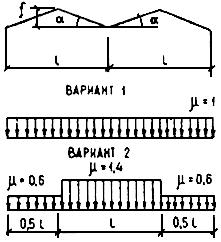 f α α
l l
ВАРИАНТ 1
μ = 1
ВАРИАНТ 2
μ = 1,4
μ = 0,6 μ = 0,6
0,5 l l 0,5 l